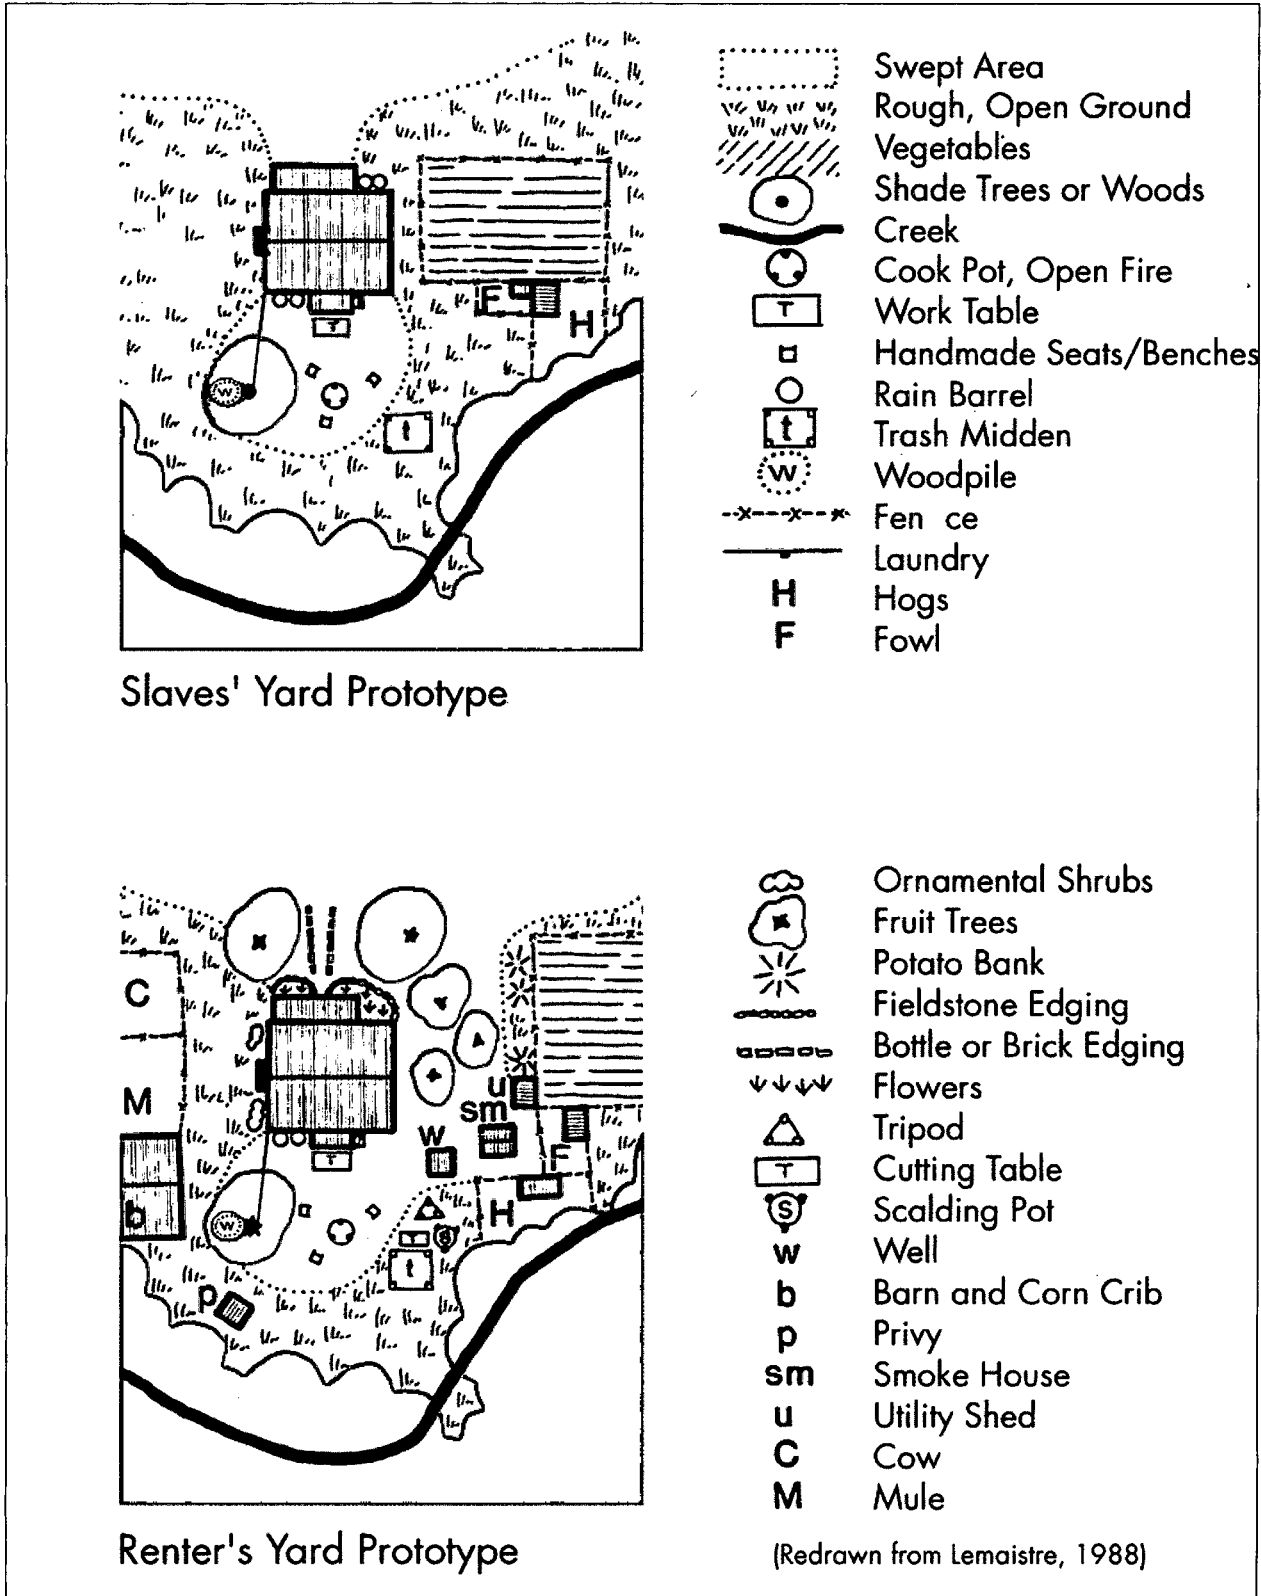 Swept Area
Rough, Open Ground
Vegetables
Shade Trees or Woods
Creek
Cook Pot, Open Fire
T Work Table
Handmade Seats/Benches
Rain Barrel
t Trash Midden
w Woodpile
Fen ce
Laundry
H Hogs
F Fowl
F
H
T
w
t
Slaves' Yard Prototype
Ornamental Shrubs
Fruit Trees
Potato Bank
Fieldstone Edging
Bottle or Brick Edging
Flowers
Tripod
T Cutting Table
S Scalding Pot
w Well
b Barn and Corn Crib
p Privy
sm Smoke House
u Utility Shed
C Cow
M Mule
C
M
u
sm
w
F
T
b
w
H
T
S
t
p
Renter's Yard Prototype
(Redrawn from Lemaistre, 1988)